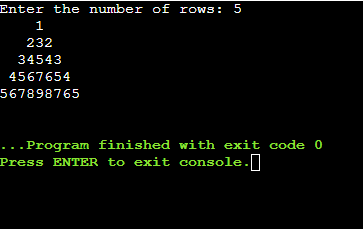 Enter the number of rows: 5
    1
   232
  34543
 4567654
567898765
...Program finished with exit code 0
Press ENTER to exit console.